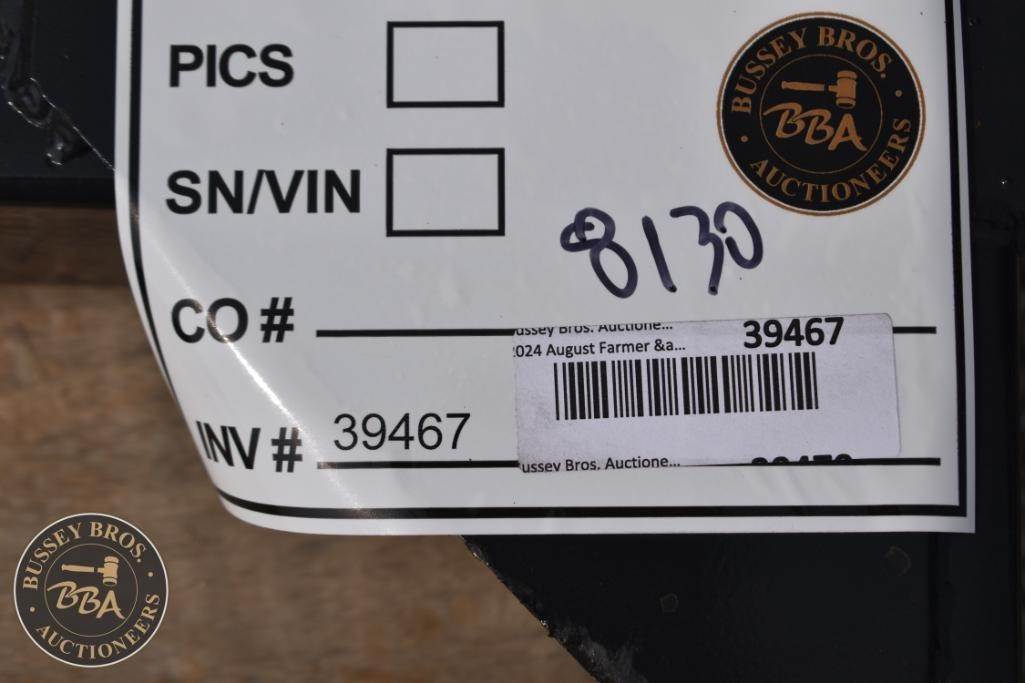 PICS
BUSSEY BROS.
BBA
AUCTIONEERS
SN/VIN
8130
CO #
ussey Bros. Auctione...
39467
2024 August Farmer &a...
INV #
39467
ussey Bros. Auctione...
BUSSEY BROS.
BBA
AUCTIONEERS